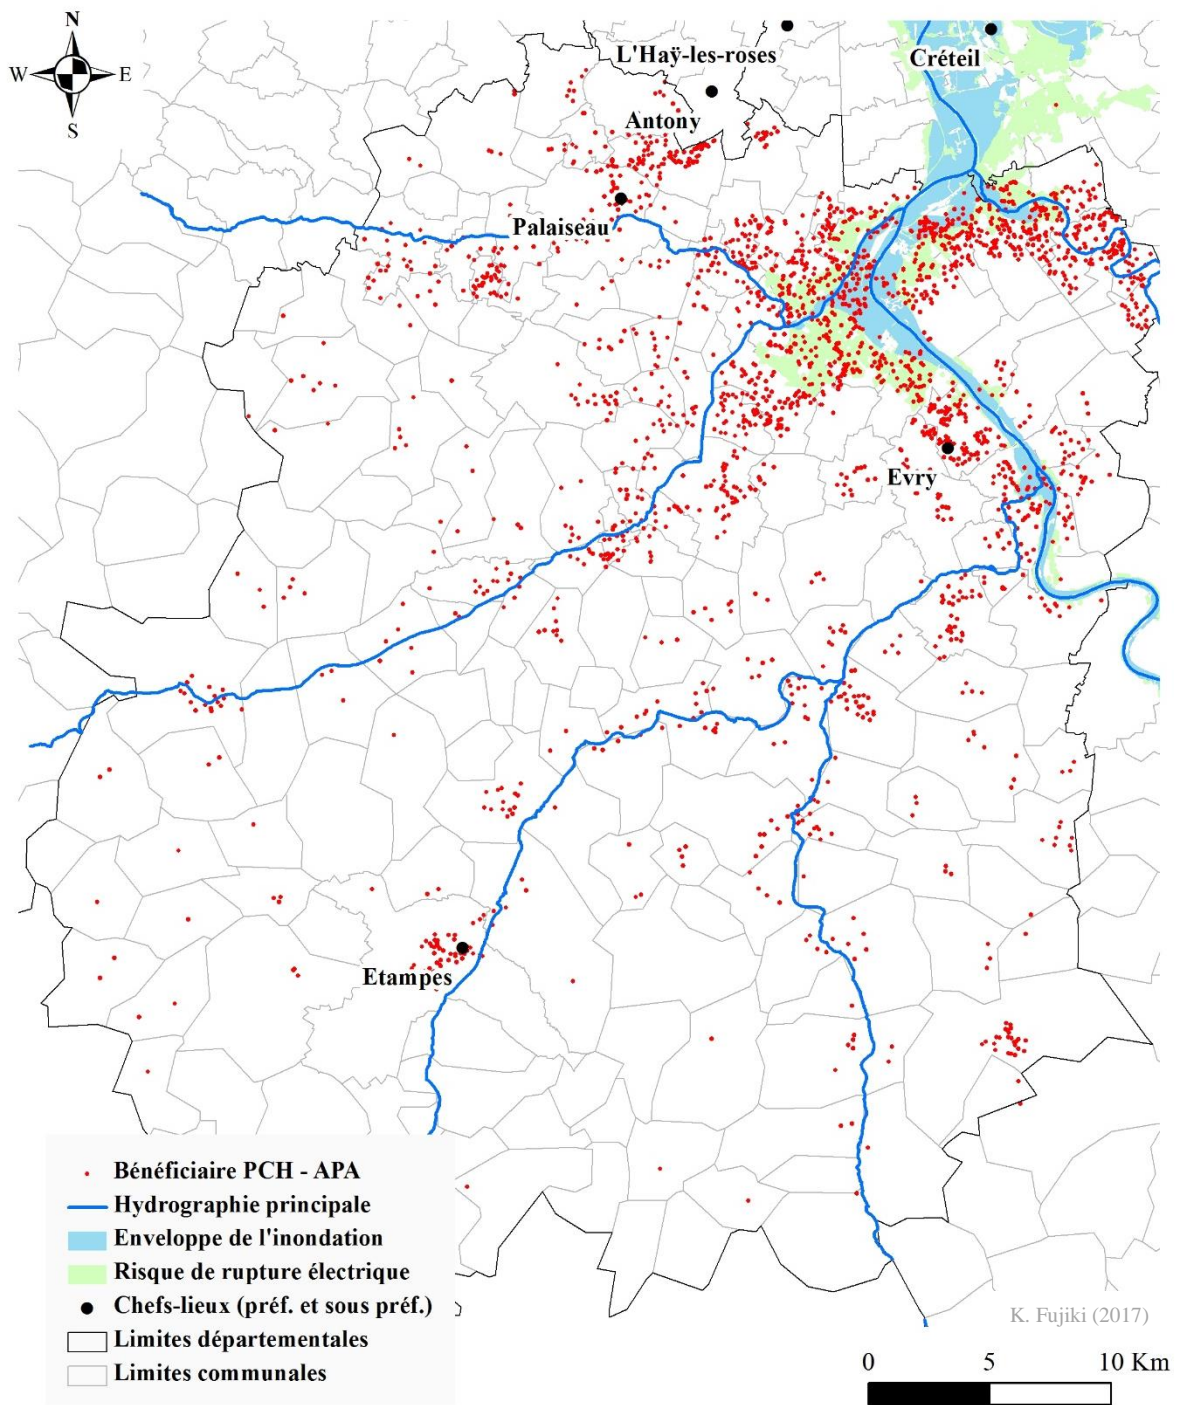 N
W E
S
L'Haÿ-les-roses
Créteil
Antony
Palaiseau
Evry
Etampes
Bénéficiaire PCH - APA
Hydrographie principale
Enveloppe de l'inondation
Risque de rupture électrique
Chefs-lieux (préf. et sous préf.)
Limites départementales
Limites communales
K. Fujiki (2017)
0 5 10 Km